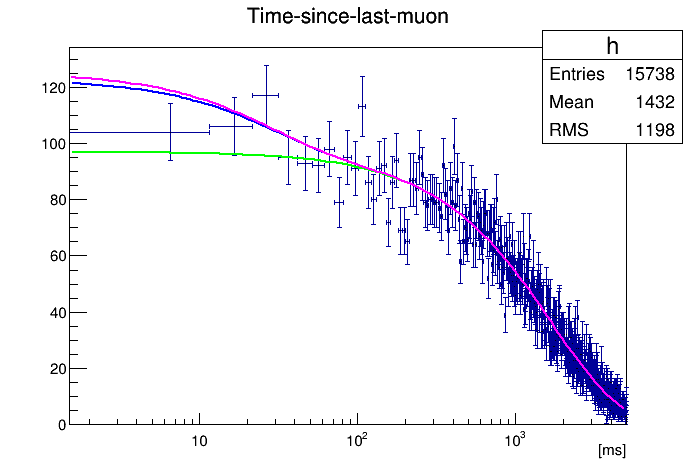 Time-since-last-muon
h
Entries 15738
Mean 1432
RMS 1198
120
100
80
60
40
20
0
10 10² 10³
[ms]